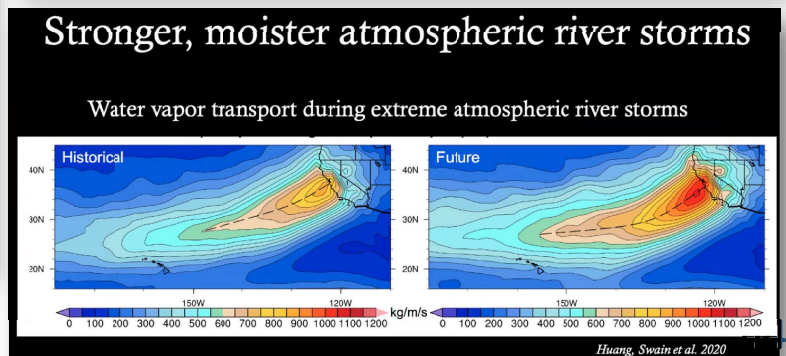 Stronger, moister atmospheric river storms
Water vapor transport during extreme atmospheric river storms
Historical
Future
40N
30N
20N
40N
30N
20N
150W
120W
150W
120W
0 100 200 300 400 500 600 700 800 900 1000 1100 1200 kg/m/s 0 100 200 300 400 500 600 700 800 900 1000 1100 1200
Huang, Swain et al. 2020